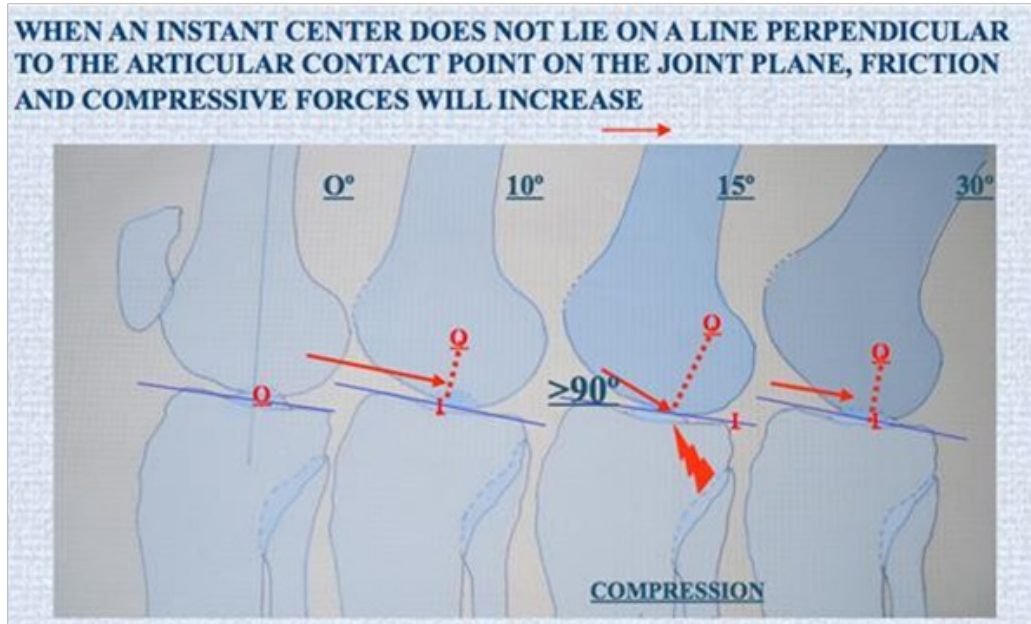 WHEN AN INSTANT CENTER DOES NOT LIE ON A LINE PERPENDICULAR
TO THE ARTICULAR CONTACT POINT ON THE JOINT PLANE, FRICTION
AND COMPRESSIVE FORCES WILL INCREASE
O° 10° 15° 30°
O O O
>90°
O I I I
COMPRESSION